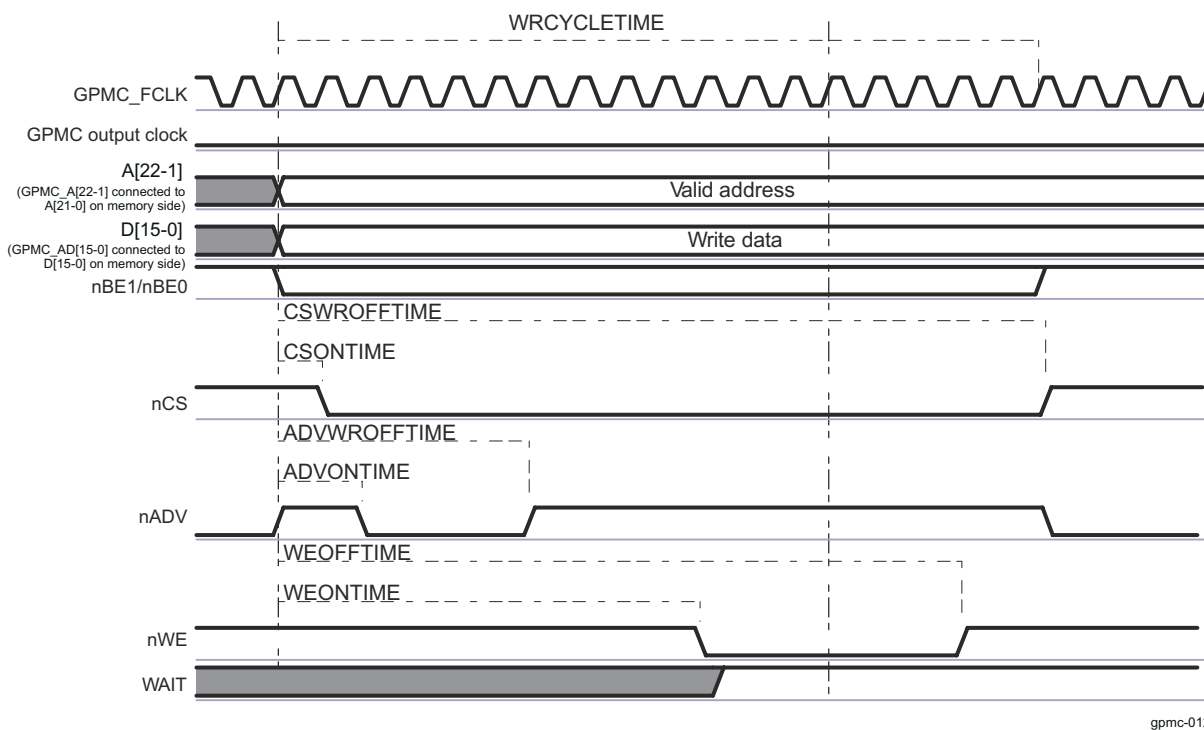 WRCYCLETIME
GPMC_FCLK
GPMC output clock
A[22-1]
(GPMC_A[22-1] connected to
A[21-0] on memory side)
Valid address
D[15-0]
(GPMC_AD[15-0] connected to
D[15-0] on memory side)
Write data
nBE1/nBE0
CSWROFFTIME
CSONTIME
nCS
ADVWROFFTIME
ADVONTIME
nADV
WEOFFTIME
WEONTIME
nWE
WAIT